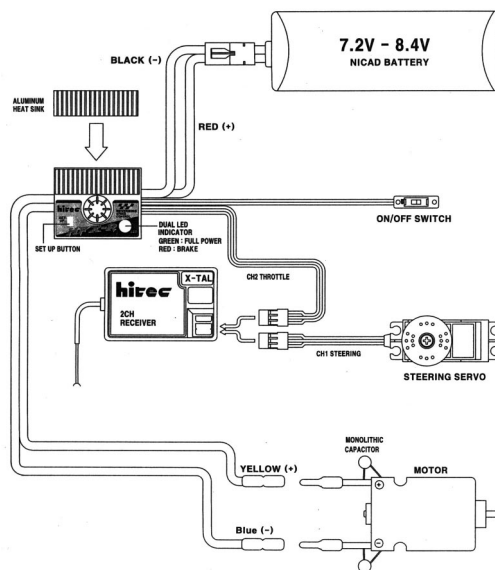 7.2V - 8.4V
NICAD BATTERY
BLACK (-)
ALUMINUM
HEAT SINK
RED (+)
hitec
ON/OFF SWITCH
SET UP BUTTON
DUAL LED
INDICATOR
GREEN : FULL POWER
RED : BRAKE
CH2 THROTTLE
X-TAL
hitec
2CH
RECEIVER
CH1 STEERING
STEERING SERVO
MONOLITHIC
CAPACITOR
YELLOW (+)
MOTOR
+
Blue (-)
-